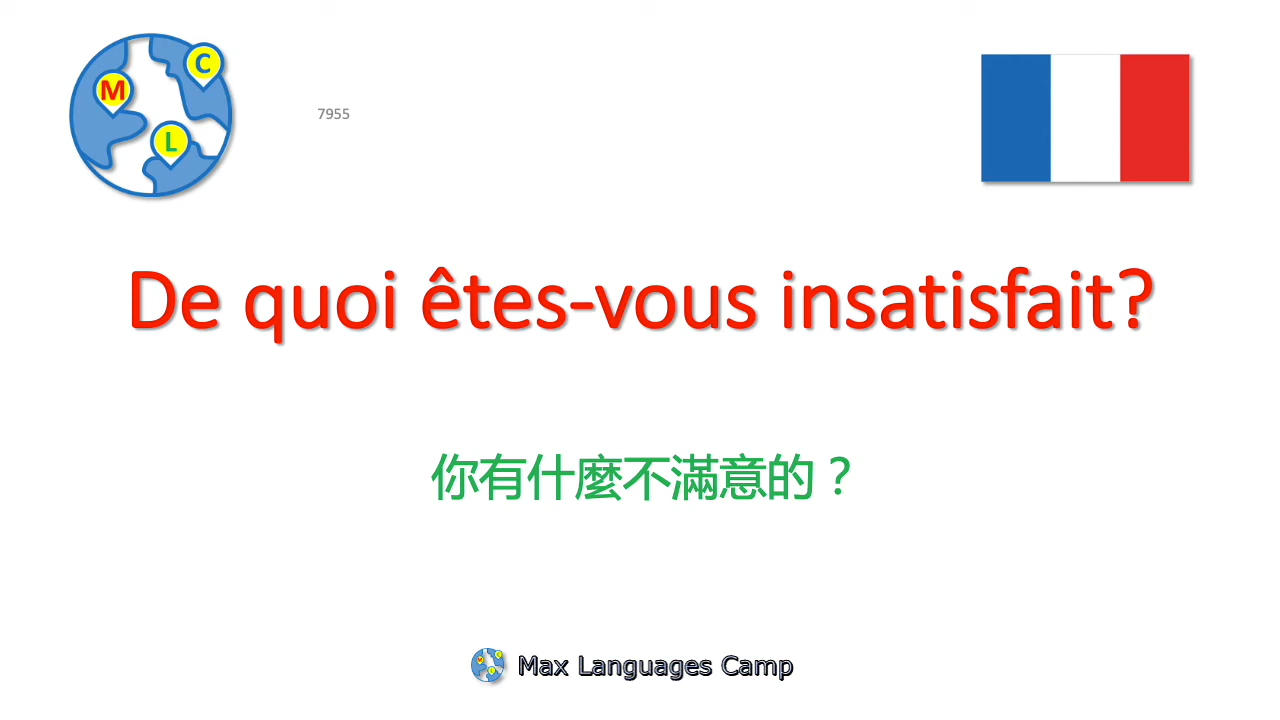 C
M
L
7955
De quoi êtes-vous insatisfait?
你有什麼不滿意的？
Max Languages Camp